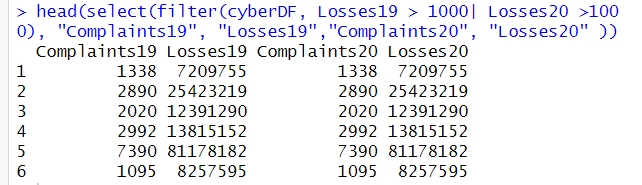 > head(select(filter(cyberDF, Losses19 > 1000| Losses20 >100
0), "Complaints19", "Losses19","Complaints20", "Losses20" ))
  Complaints19 Losses19 Complaints20 Losses20
1         1338  7209755         1338  7209755
2         2890 25423219         2890 25423219
3         2020 12391290         2020 12391290
4         2992 13815152         2992 13815152
5         7390 81178182         7390 81178182
6         1095  8257595         1095  8257595